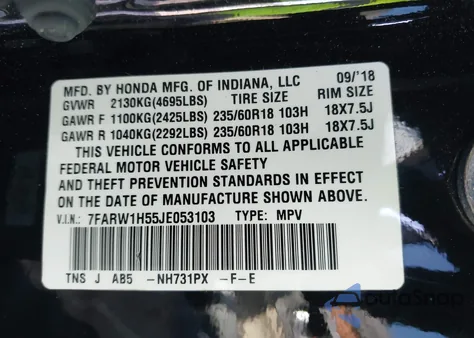 MFD. BY HONDA MFG. OF INDIANA, LLC 09/'18
GVWR 2130KG(4695LBS) TIRE SIZE RIM SIZE
GAWR F 1100KG(2425LBS) 235/60R18 103H 18X7.5J
GAWR R 1040KG(2292LBS) 235/60R18 103H 18X7.5J
THIS VEHICLE CONFORMS TO ALL APPLICABLE
FEDERAL MOTOR VEHICLE SAFETY
AND THEFT PREVENTION STANDARDS IN EFFECT
ON THE DATE OF MANUFACTURE SHOWN ABOVE.
V.I.N.: 7FARW1H55JE053103 TYPE: MPV
TNS J AB5 -NH731PX -F-E
AutoSnap